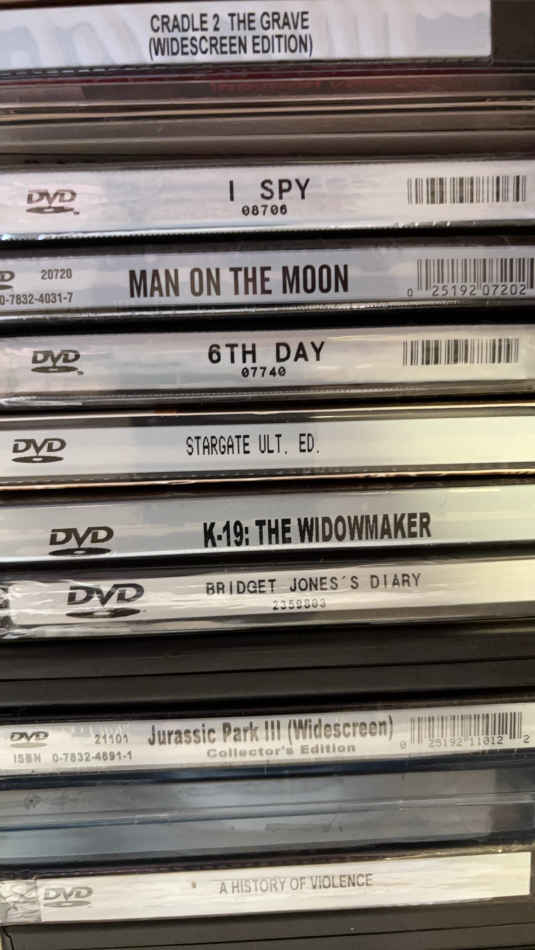 CRADLE 2 THE GRAVE
(WIDESCREEN EDITION)
DVD
I SPY
08706
20720
MAN ON THE MOON
0-7832-4031-7
0 25192 07202
DVD
6TH DAY
07740
DVD
STARGATE ULT. ED.
DVD
K-19: THE WIDOWMAKER
DVD
BRIDGET JONES'S DIARY
2359803
DVD
21101
Jurassic Park III (Widescreen)
Collector's Edition
ISBN 0-7832-4691-1
0 25192 11012 2
DVD
A HISTORY OF VIOLENCE